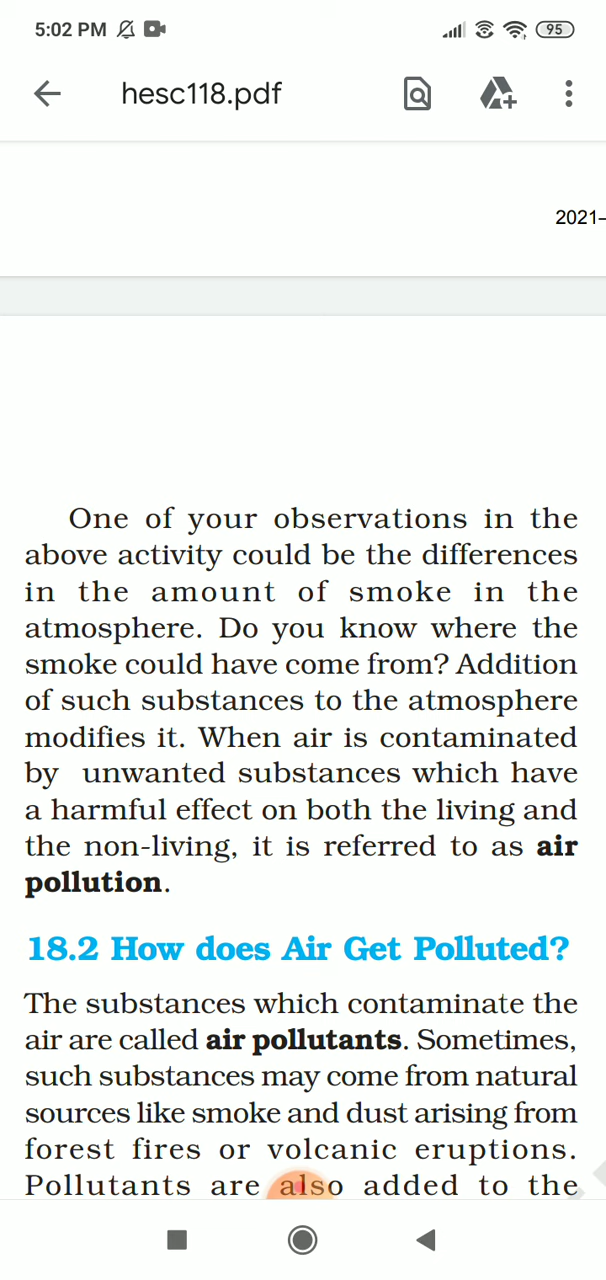 5:02 PM
95
hesc118.pdf
2021-
One of your observations in the
above activity could be the differences
in the amount of smoke in the
atmosphere. Do you know where the
smoke could have come from? Addition
of such substances to the atmosphere
modifies it. When air is contaminated
by unwanted substances which have
a harmful effect on both the living and
the non-living, it is referred to as air
pollution.
18.2 How does Air Get Polluted?
The substances which contaminate the
air are called air pollutants. Sometimes,
such substances may come from natural
sources like smoke and dust arising from
forest fires or volcanic eruptions.
Pollutants are also added to the